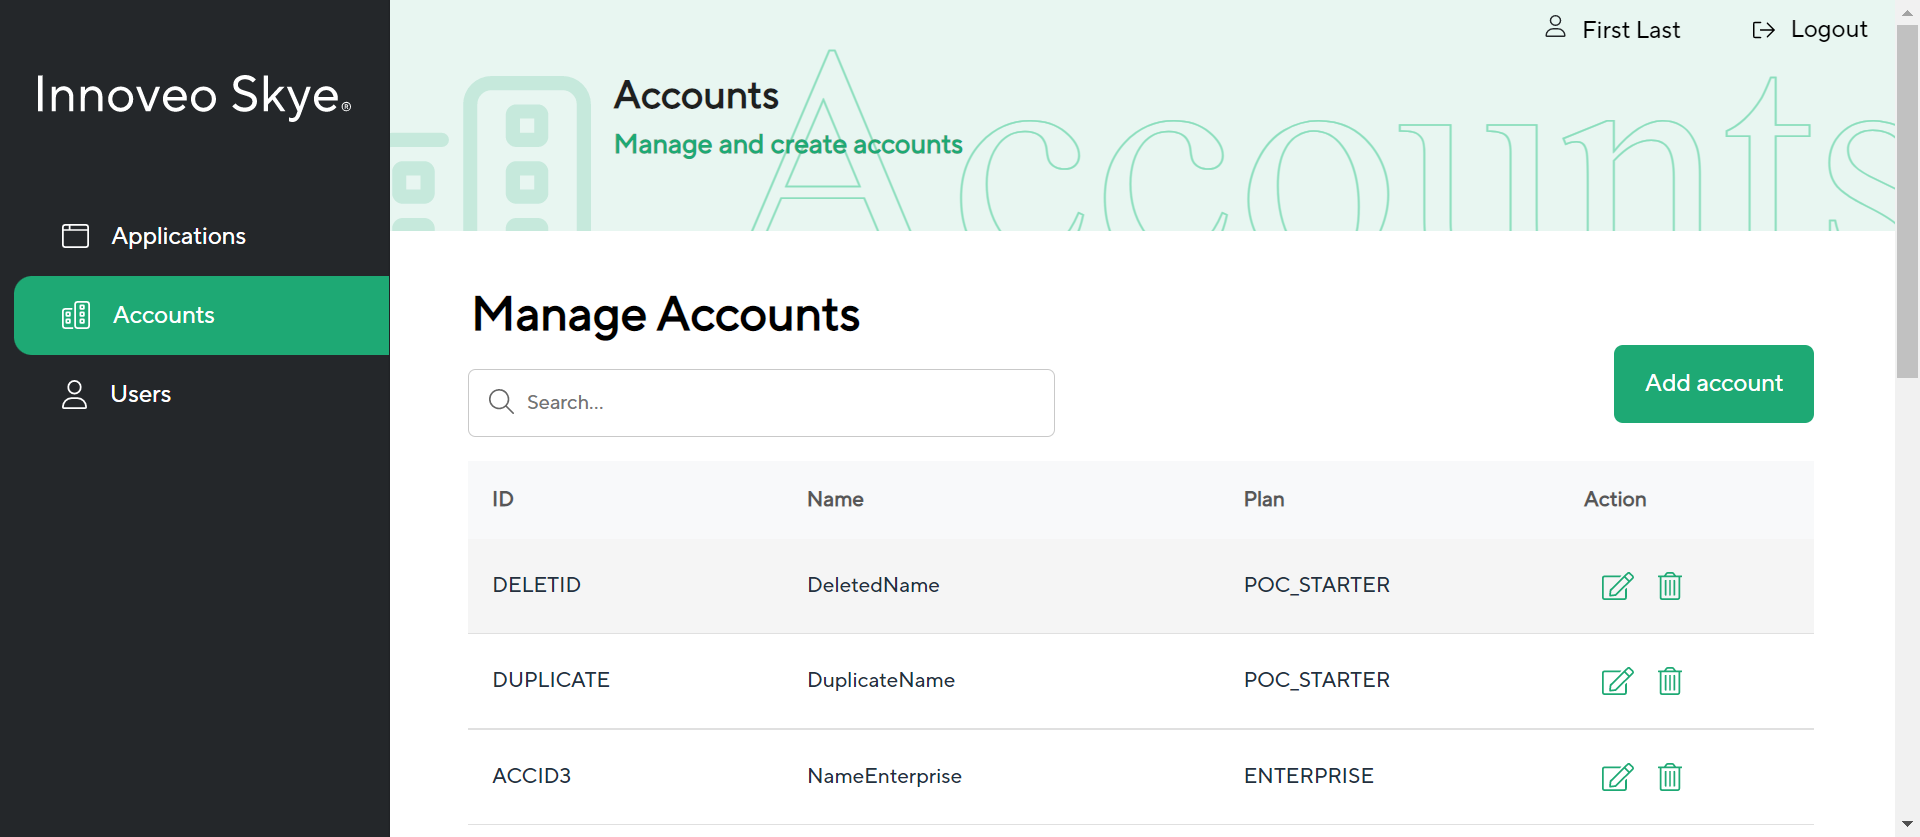 Innoveo Skye®
Applications
Accounts
Users
First Last
Logout
Accounts
Manage and create accounts
Accounts
Manage Accounts
Search...
Add account
ID Name Plan Action
DELETID DeletedName POC_STARTER
DUPLICATE DuplicateName POC_STARTER
ACCID3 NameEnterprise ENTERPRISE